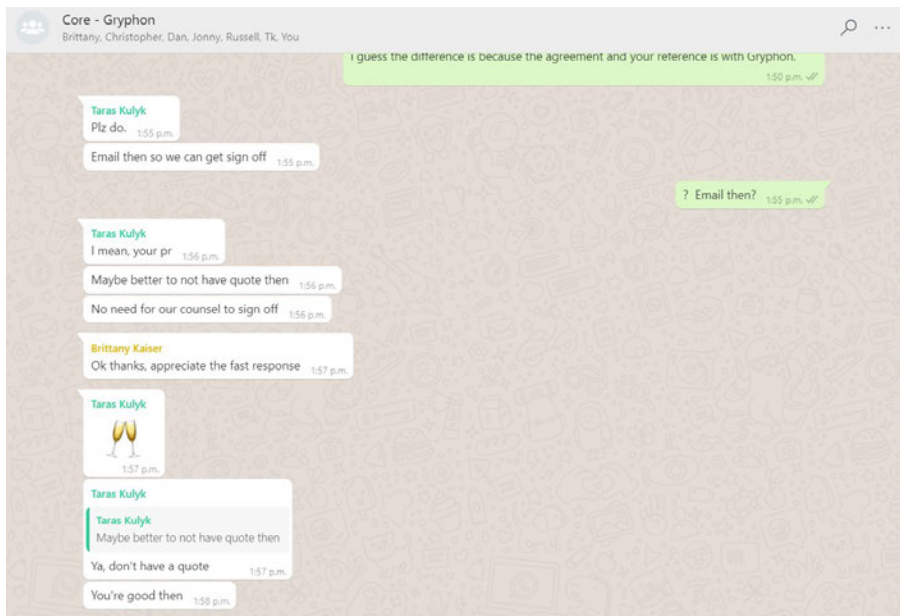 Core - Gryphon
Brittany, Christopher, Dan, Jonny, Russell, Tk, You
I guess the difference is because the agreement and your reference is with Gryphon.
1:50 p.m.
Taras Kulyk
Plz do.
1:55 p.m.
Email then so we can get sign off
1:55 p.m.
? Email then?
1:55 p.m.
Taras Kulyk
I mean, your pr
1:56 p.m.
Maybe better to not have quote then
1:56 p.m.
No need for our counsel to sign off
1:56 p.m.
Brittany Kaiser
Ok thanks, appreciate the fast response
1:57 p.m.
Taras Kulyk
1:57 p.m.
Taras Kulyk
Taras Kulyk
Maybe better to not have quote then
Ya, don't have a quote
1:57 p.m.
You're good then
1:58 p.m.